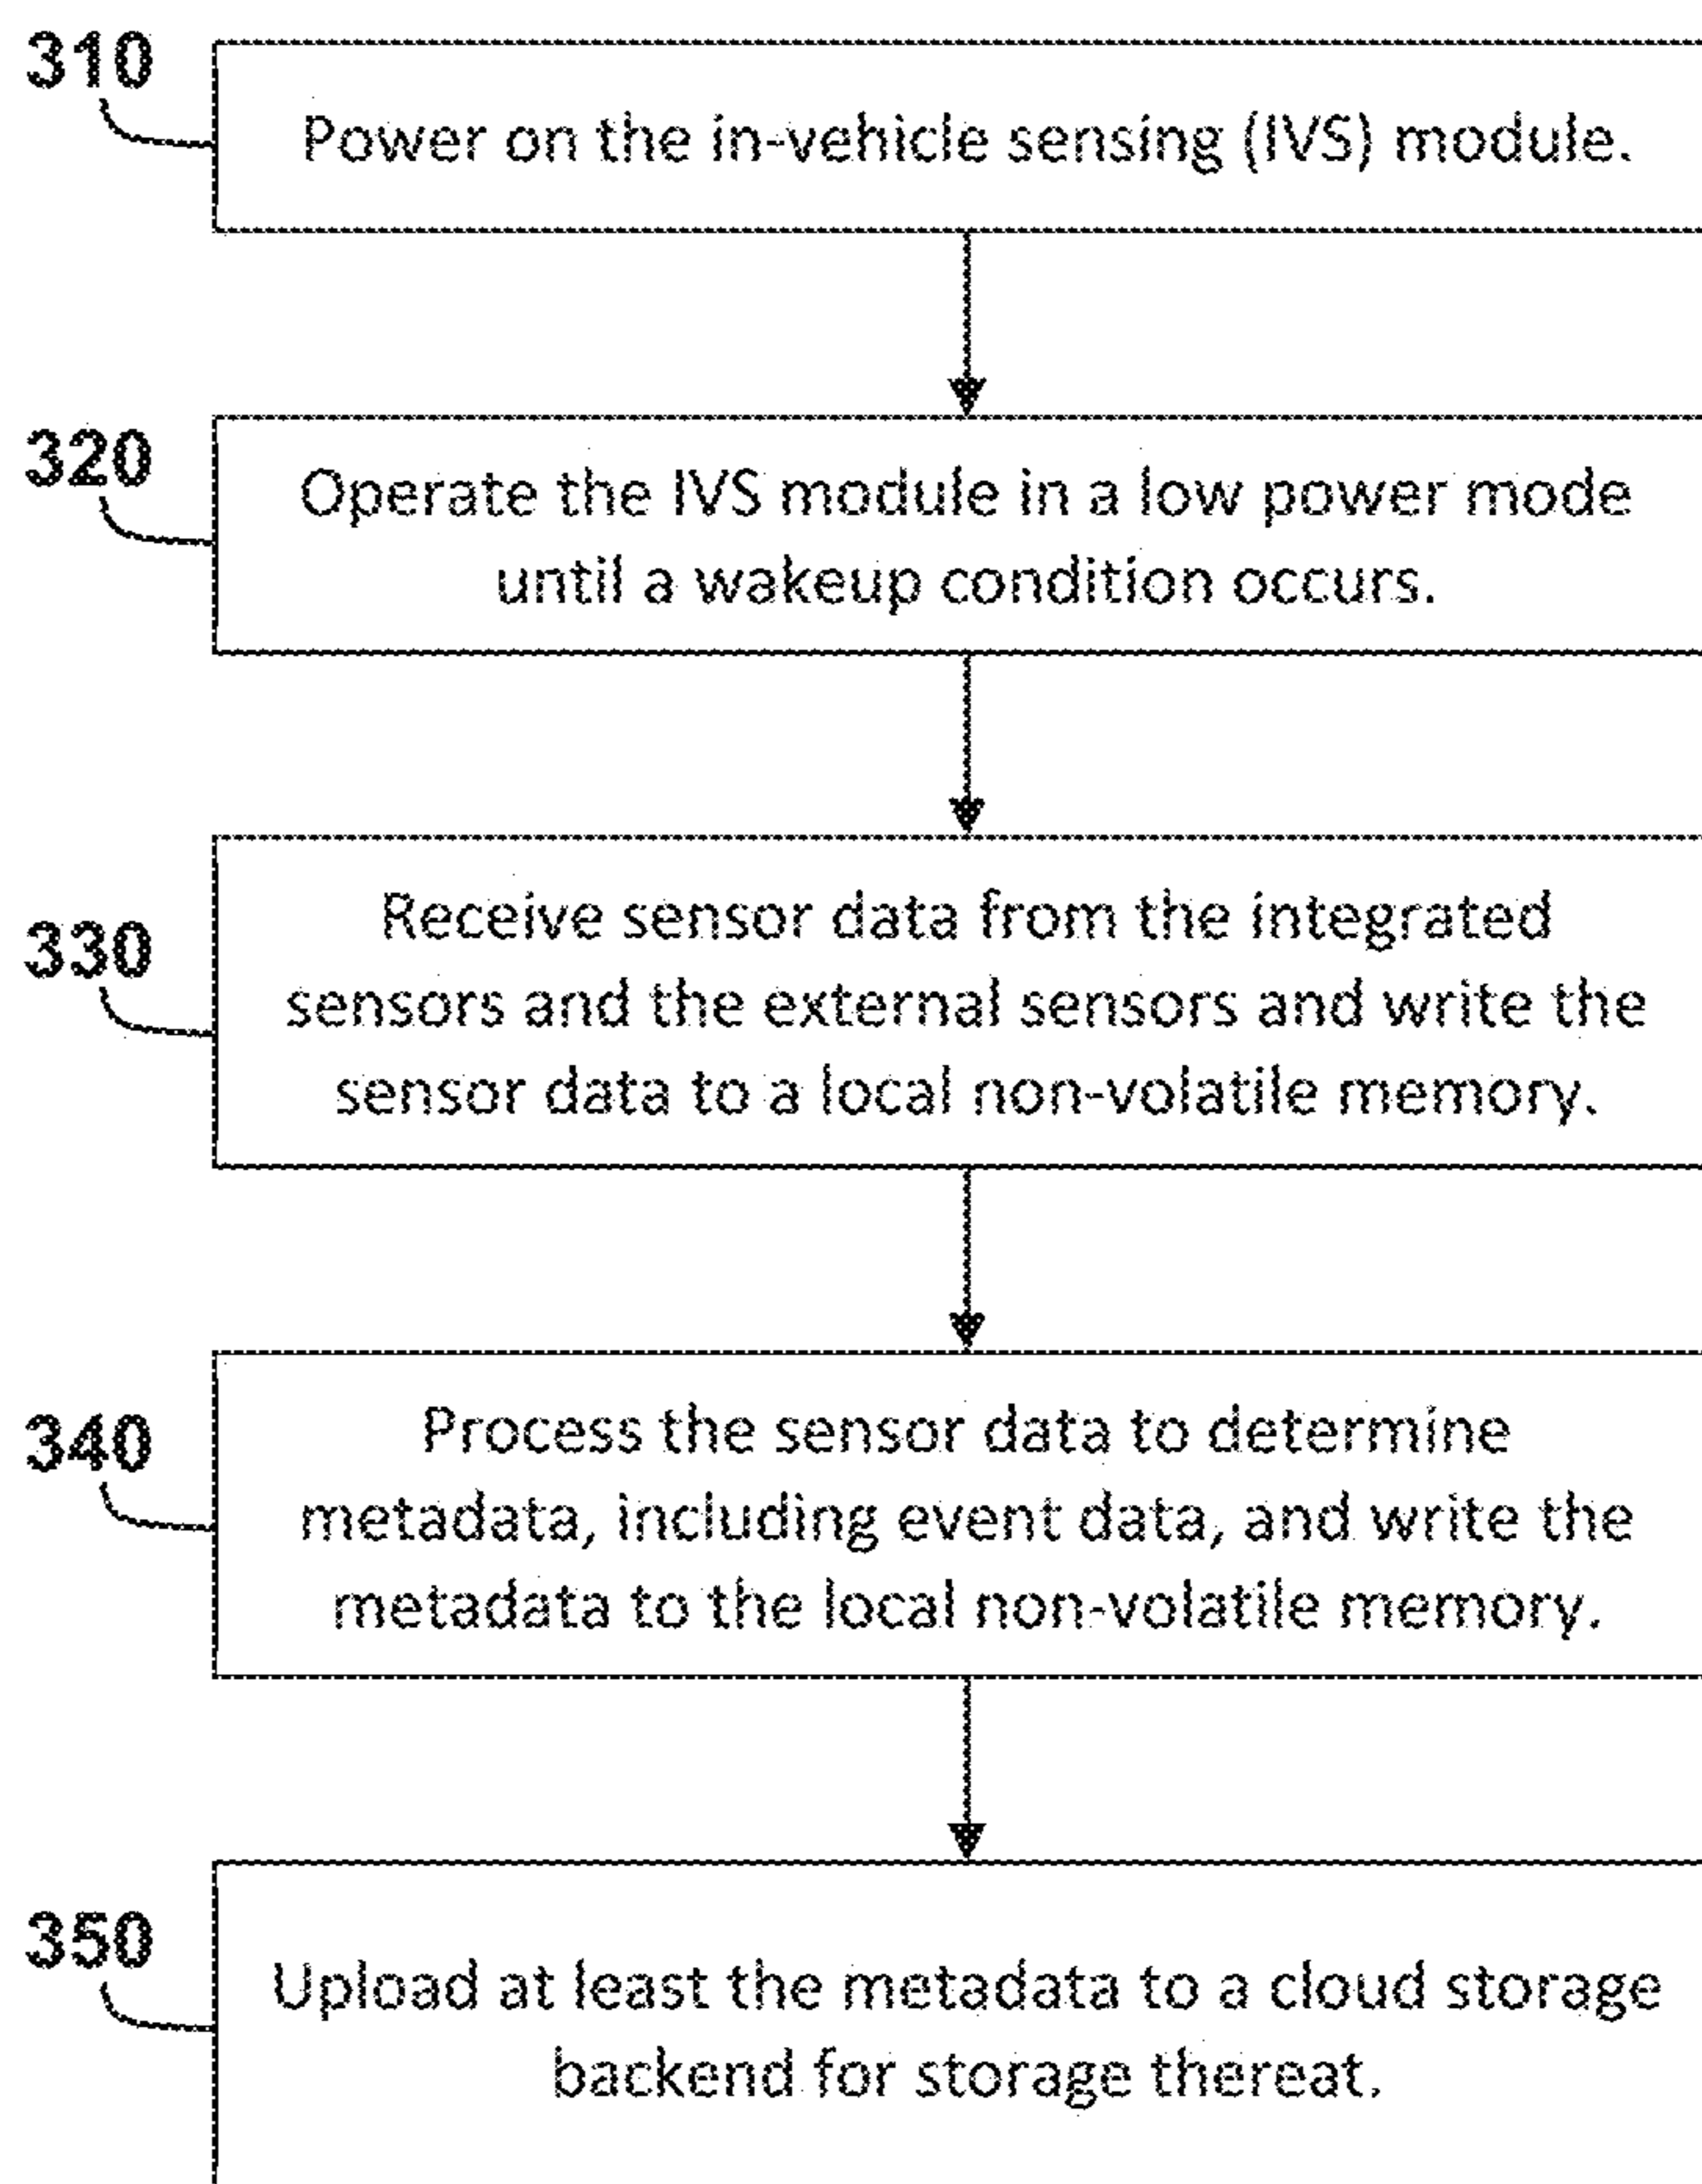 310
Power on the in-vehicle sensing (IVS) module.
320
Operate the IVS module in a low power mode
until a wakeup condition occurs.
330
Receive sensor data from the integrated
sensors and the external sensors and write the
sensor data to a local non-volatile memory.
340
Process the sensor data to determine
metadata, including event data, and write the
metadata to the local non-volatile memory.
350
Upload at least the metadata to a cloud storage
backend for storage thereat.